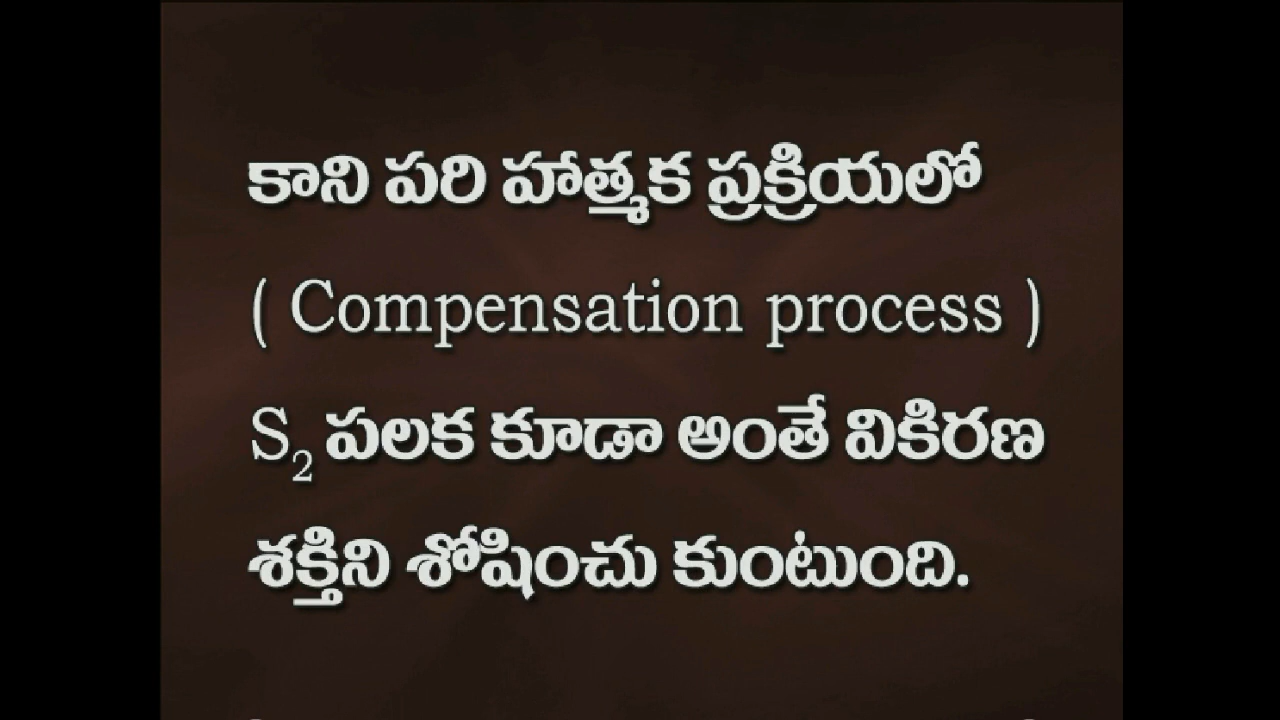 కాని పరి హాత్మక ప్రక్రియలో
( Compensation process )
S₂ పలక కూడా అంతే వికిరణ
శక్తిని శోషించు కుంటుంది.